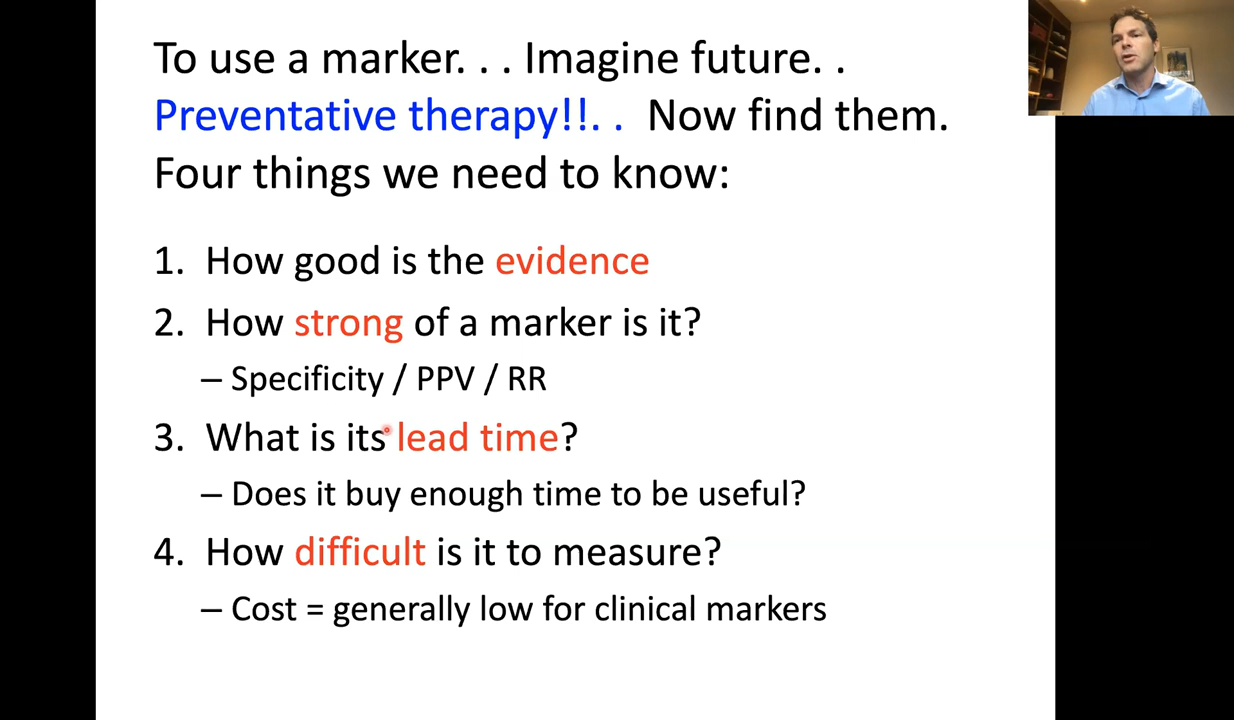 To use a marker. . . Imagine future. .
Preventative therapy!!. .  Now find them.
Four things we need to know:
1. How good is the evidence
2. How strong of a marker is it?
– Specificity / PPV / RR
3. What is its lead time?
– Does it buy enough time to be useful?
4. How difficult is it to measure?
– Cost = generally low for clinical markers